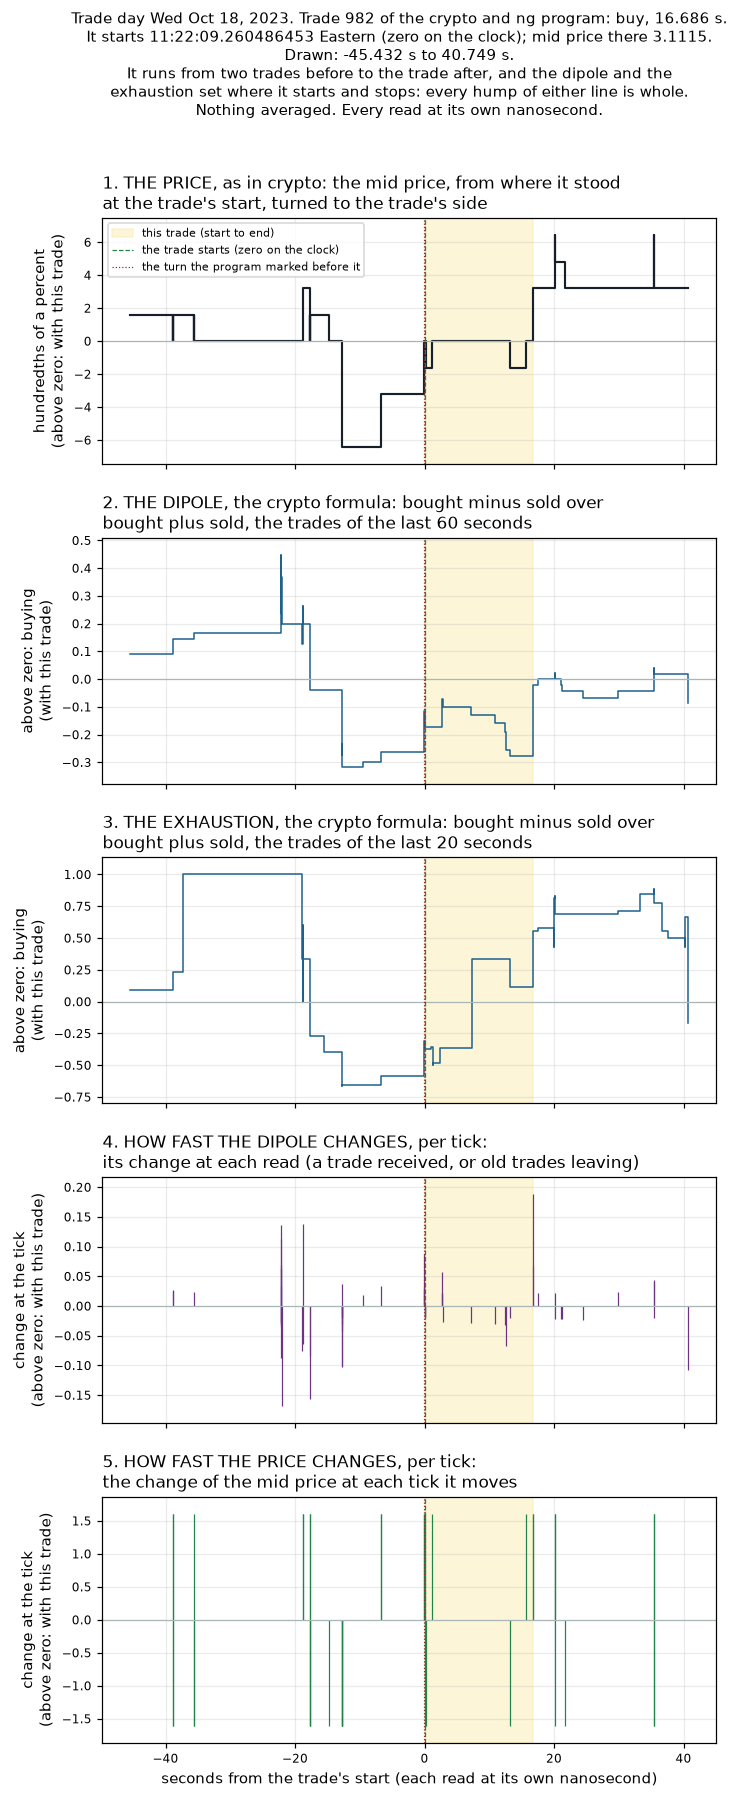 Trade day Wed Oct 18, 2023. Trade 982 of the crypto and ng program: buy, 16.686 s.
It starts 11:22:09.260486453 Eastern (zero on the clock); mid price there 3.1115.
Drawn: -45.432 s to 40.749 s.
It runs from two trades before to the trade after, and the dipole and the
exhaustion set where it starts and stops: every hump of either line is whole.
Nothing averaged. Every read at its own nanosecond.
1. THE PRICE, as in crypto: the mid price, from where it stood
at the trade's start, turned to the trade's side
this trade (start to end)
the trade starts (zero on the clock)
the turn the program marked before it
hundredths of a percent
(above zero: with this trade)
6
4
2
0
−2
−4
−6
2. THE DIPOLE, the crypto formula: bought minus sold over
bought plus sold, the trades of the last 60 seconds
above zero: buying
(with this trade)
0.5
0.4
0.3
0.2
0.1
0.0
−0.1
−0.2
−0.3
3. THE EXHAUSTION, the crypto formula: bought minus sold over
bought plus sold, the trades of the last 20 seconds
above zero: buying
(with this trade)
1.00
0.75
0.50
0.25
0.00
−0.25
−0.50
−0.75
4. HOW FAST THE DIPOLE CHANGES, per tick:
its change at each read (a trade received, or old trades leaving)
change at the tick
(above zero: with this trade)
0.20
0.15
0.10
0.05
0.00
−0.05
−0.10
−0.15
5. HOW FAST THE PRICE CHANGES, per tick:
the change of the mid price at each tick it moves
change at the tick
(above zero: with this trade)
1.5
1.0
0.5
0.0
−0.5
−1.0
−1.5
−40
−20
0
20
40
seconds from the trade's start (each read at its own nanosecond)